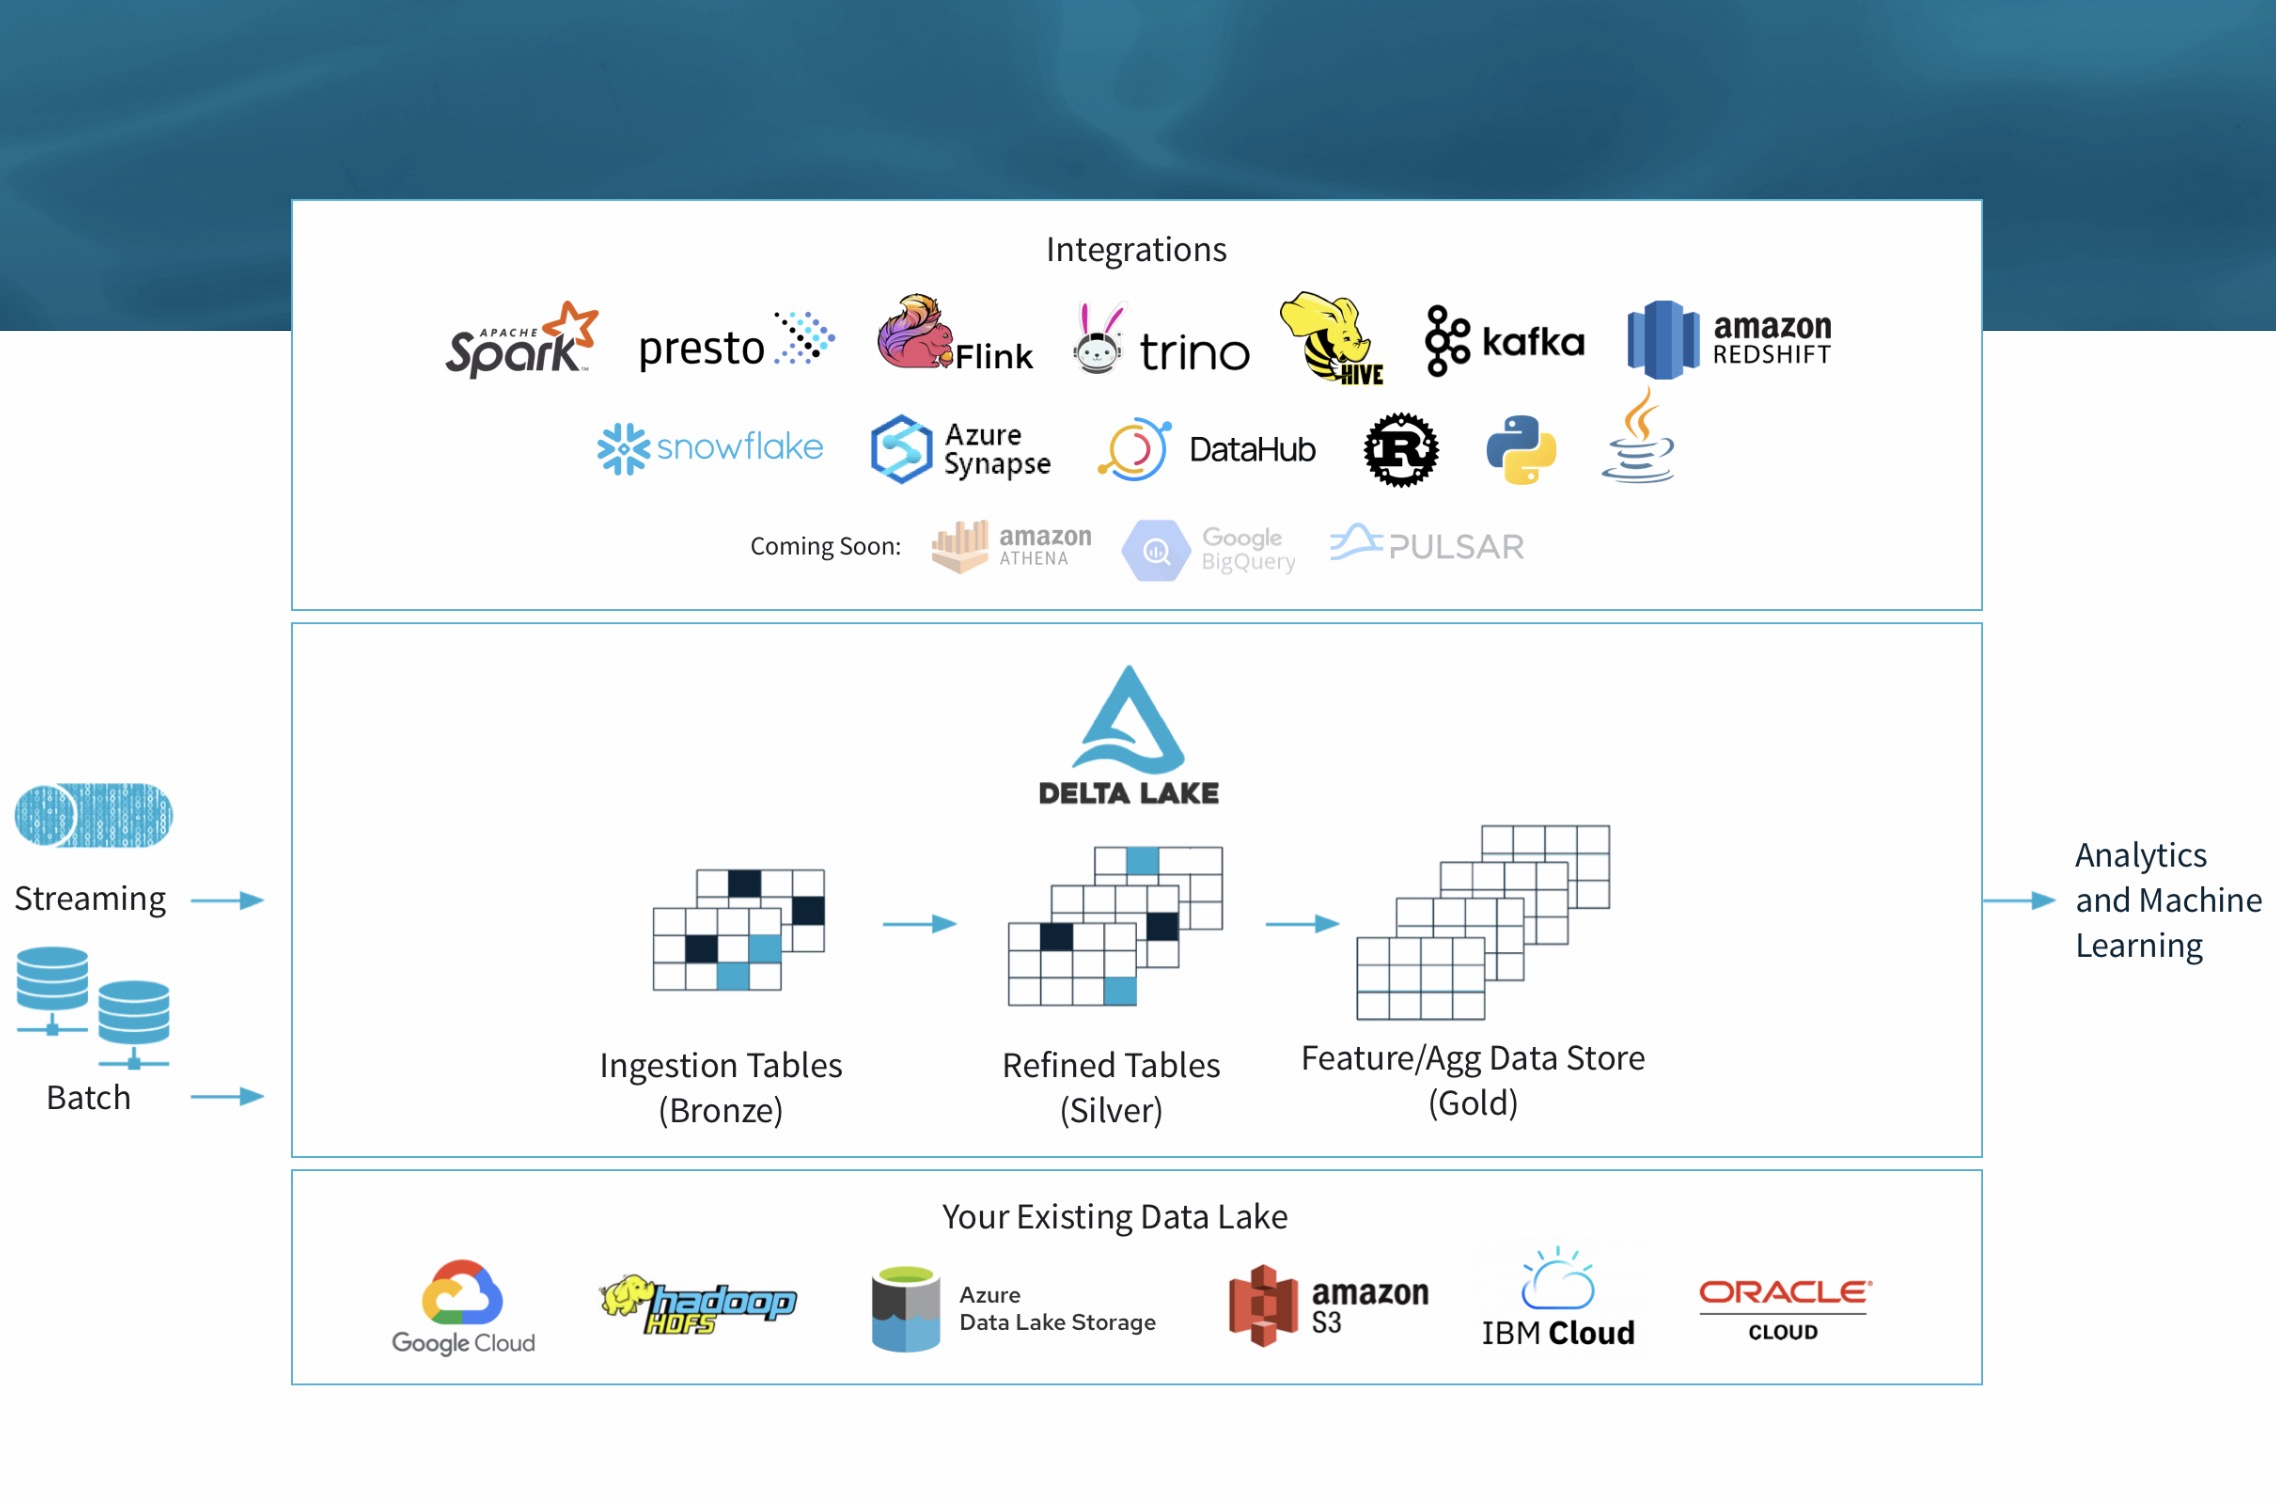 Integrations
APACHE
Spark™
presto
Flink
trino
HIVE
kafka
amazon
REDSHIFT
snowflake
Azure
Synapse
DataHub
R
Coming Soon:
amazon
ATHENA
Google
BigQuery
PULSAR
DELTA LAKE
Streaming
Batch
Ingestion Tables
(Bronze)
Refined Tables
(Silver)
Feature/Agg Data Store
(Gold)
Analytics
and Machine
Learning
Your Existing Data Lake
Google Cloud
hadoop
HDFS
Azure
Data Lake Storage
amazon
S3
IBM Cloud
ORACLE®
CLOUD